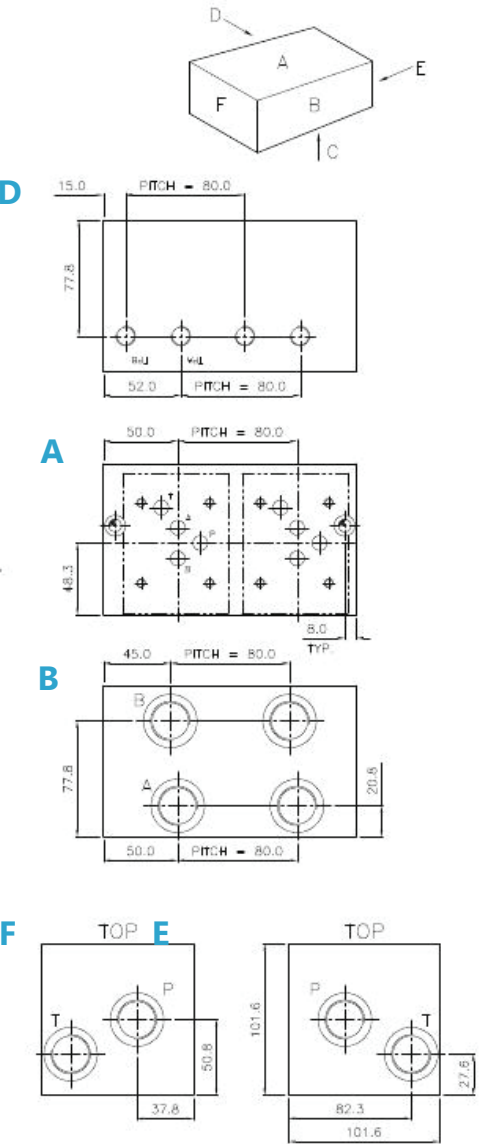 D
A
E
F
B
C
D
15.0 PITCH = 80.0
77.8
52.0 PITCH = 80.0
A
50.0 PITCH = 80.0
T
A
P
B
48.3
8.0
TYP.
B
45.0 PITCH = 80.0
B
77.8
A
20.8
50.0 PITCH = 80.0
F
TOP
E
TOP
P
T
50.8
37.8
P
T
101.6
27.6
82.3
101.6